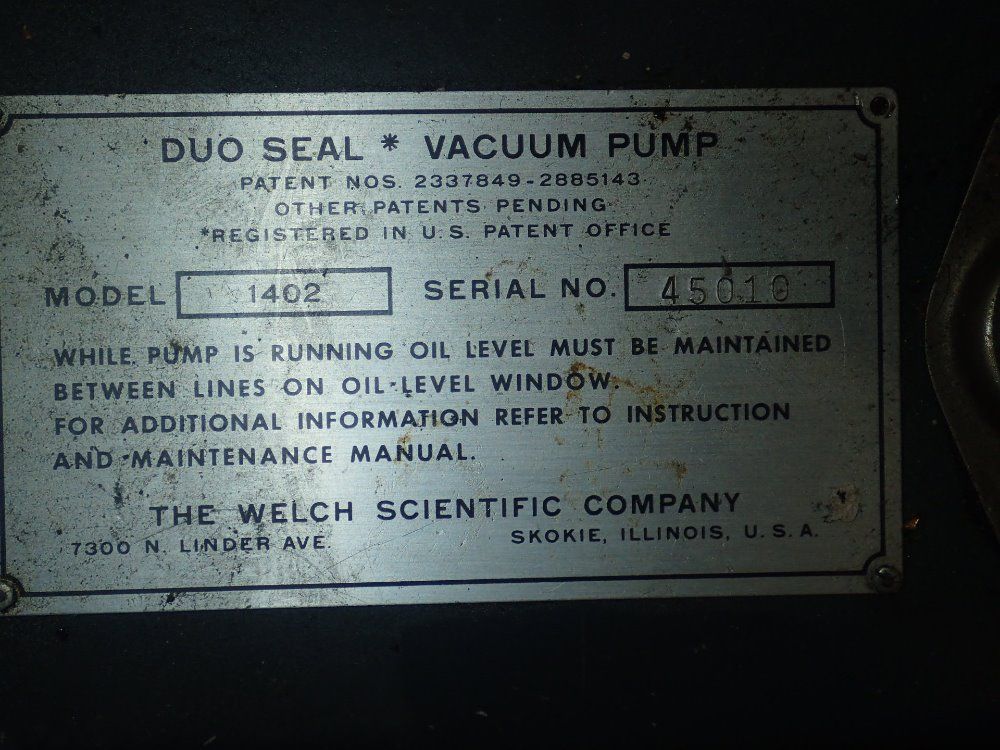 DUO SEAL * VACUUM PUMP
PATENT NOS. 2337849-2885143
OTHER PATENTS PENDING
*REGISTERED IN U.S. PATENT OFFICE
MODEL 1402 SERIAL NO. 45010
WHILE PUMP IS RUNNING OIL LEVEL MUST BE MAINTAINED
BETWEEN LINES ON OIL-LEVEL WINDOW.
FOR ADDITIONAL INFORMATION REFER TO INSTRUCTION
AND MAINTENANCE MANUAL.
THE WELCH SCIENTIFIC COMPANY
7300 N. LINDER AVE. SKOKIE, ILLINOIS, U.S.A.